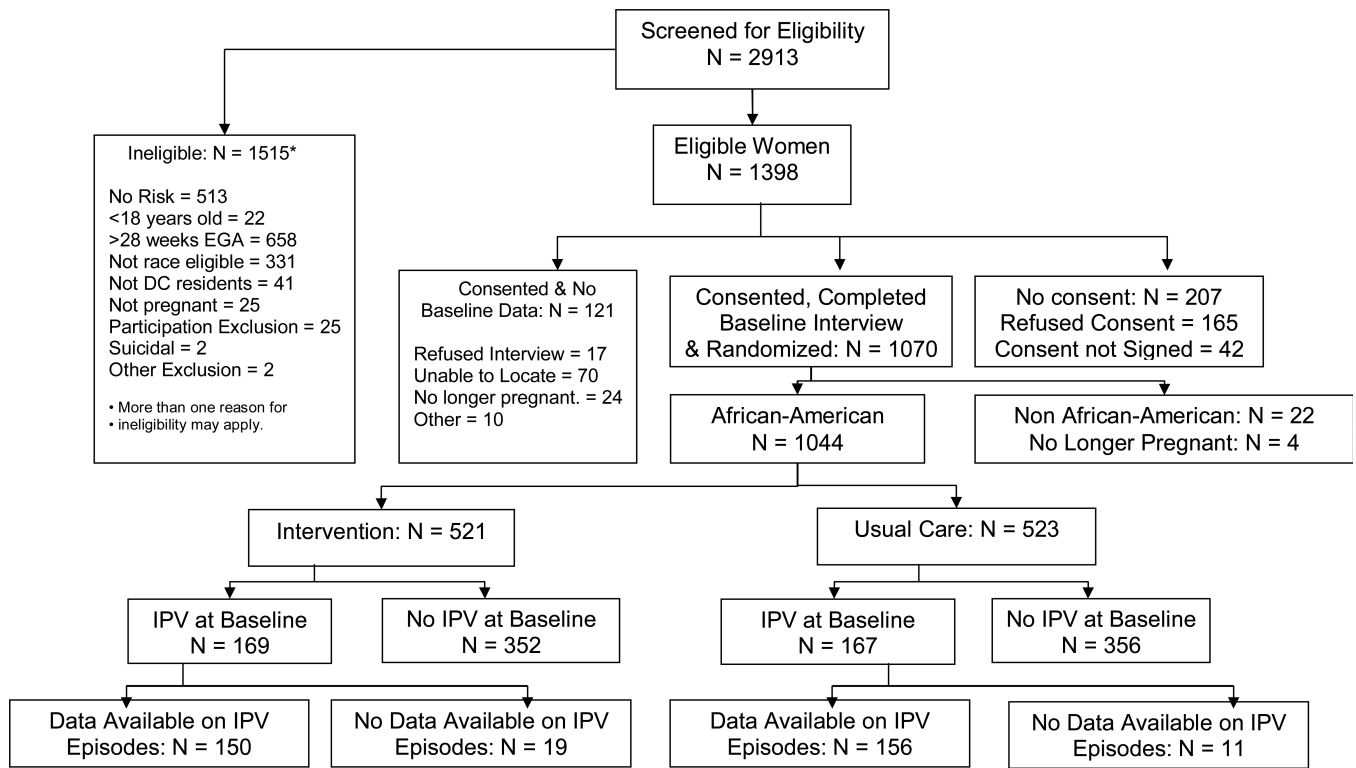 Screened for Eligibility
N = 2913
Ineligible: N = 1515*
No Risk = 513
<18 years old = 22
>28 weeks EGA = 658
Not race eligible = 331
Not DC residents = 41
Not pregnant = 25
Participation Exclusion = 25
Suicidal = 2
Other Exclusion = 2
• More than one reason for
• ineligibility may apply.
Eligible Women
N = 1398
Consented & No
Baseline Data: N = 121
Refused Interview = 17
Unable to Locate = 70
No longer pregnant. = 24
Other = 10
Consented, Completed
Baseline Interview
& Randomized: N = 1070
No consent: N = 207
Refused Consent = 165
Consent not Signed = 42
African-American
N = 1044
Non African-American: N = 22
No Longer Pregnant: N = 4
Intervention: N = 521
Usual Care: N = 523
IPV at Baseline
N = 169
No IPV at Baseline
N = 352
IPV at Baseline
N = 167
No IPV at Baseline
N = 356
Data Available on IPV
Episodes: N = 150
No Data Available on IPV
Episodes: N = 19
Data Available on IPV
Episodes: N = 156
No Data Available on IPV
Episodes: N = 11